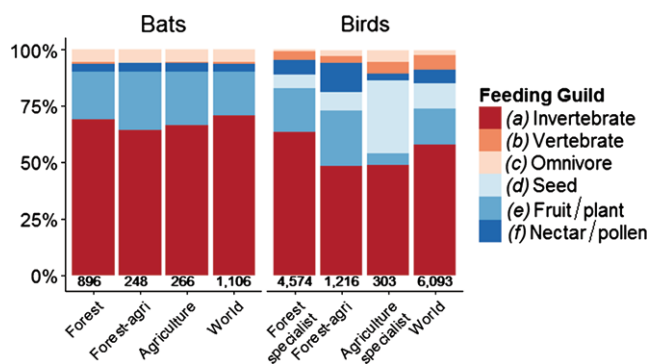 Bats
Birds
100%
75%
50%
25%
0%
896
248
266
1,106
4,574
1,216
303
6,093
Forest
Forest-agri
Agriculture
World
Forest
specialist
Forest-agri
Agriculture
specialist
World
Feeding Guild
(a) Invertebrate
(b) Vertebrate
(c) Omnivore
(d) Seed
(e) Fruit/plant
(f) Nectar/pollen